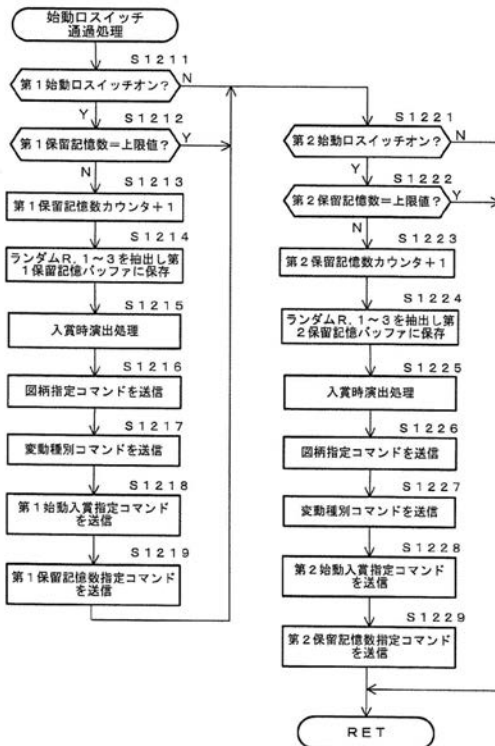 始動口スイッチ
通過処理
S1211
第1始動口スイッチオン?
N
Y
S1212
第1保留記憶数=上限値?
Y
N
S1213
第1保留記憶数カウンタ+1
S1214
ランダムR,1~3を抽出し第
1保留記憶バッファに保存
S1215
入賞時演出処理
S1216
図柄指定コマンドを送信
S1217
変動種別コマンドを送信
S1218
第1始動入賞指定コマンド
を送信
S1219
第1保留記憶数指定コマンド
を送信
S1221
第2始動口スイッチオン?
N
Y
S1222
第2保留記憶数=上限値?
Y
N
S1223
第2保留記憶数カウンタ+1
S1224
ランダムR,1~3を抽出し第
2保留記憶バッファに保存
S1225
入賞時演出処理
S1226
図柄指定コマンドを送信
S1227
変動種別コマンドを送信
S1228
第2始動入賞指定コマンド
を送信
S1229
第2保留記憶数指定コマンド
を送信
RET